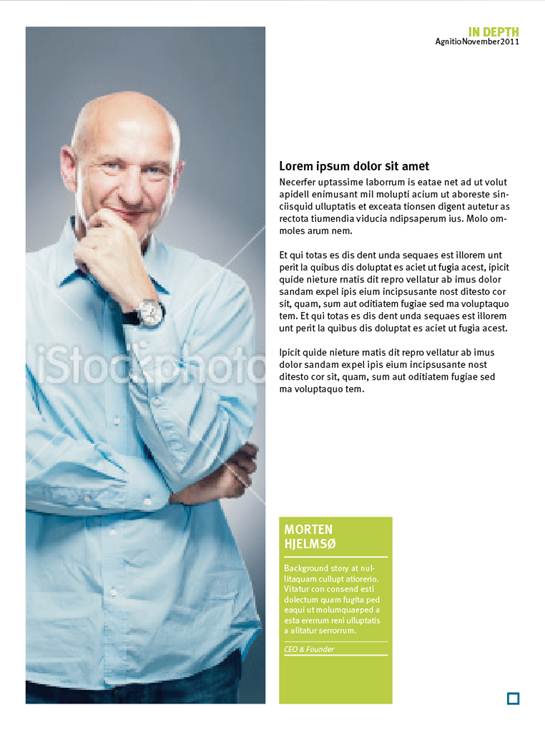 IN DEPTH
AgnitioNovember2011
Lorem ipsum dolor sit amet
Necerfer uptassime laborrum is eatae net ad ut volut
apidell enimusant mil molupti acium ut aboreste sin-
ciisquid ulluptatis et exceata tionsen digent autetur as
rectota tiumendia viducia ndipsaperum ius. Molo om-
moles arum nem.
Et qui totas es dis dent unda sequaes est illorem unt
perit la quibus dis doluptat es aciet ut fugia acest, ipicit
quide nieture matis dit repro vellatur ab imus dolor
sandam expel ipis eium incipsusante nost ditesto cor
sit, quam, sum aut oditiatem fugiae sed ma voluptaquo
tem. Et qui totas es dis dent unda sequaes est illorem
unt perit la quibus dis doluptat es aciet ut fugia acest.
Ipicit quide nieture matis dit repro vellatur ab imus
dolor sandam expel ipis eium incipsusante nost
ditesto cor sit, quam, sum aut oditiatem fugiae sed
ma voluptaquo tem.
iStockphoto
MORTEN
HJELMSØ
Background story at nul-
litaquam cullupt atiorerio.
Vitatur con consend esti
dolectum quam fugita ped
eaqui ut molumquaeped a
esta ererrum reni ulluptatis
a alitatur serrorrum.
CEO & Founder